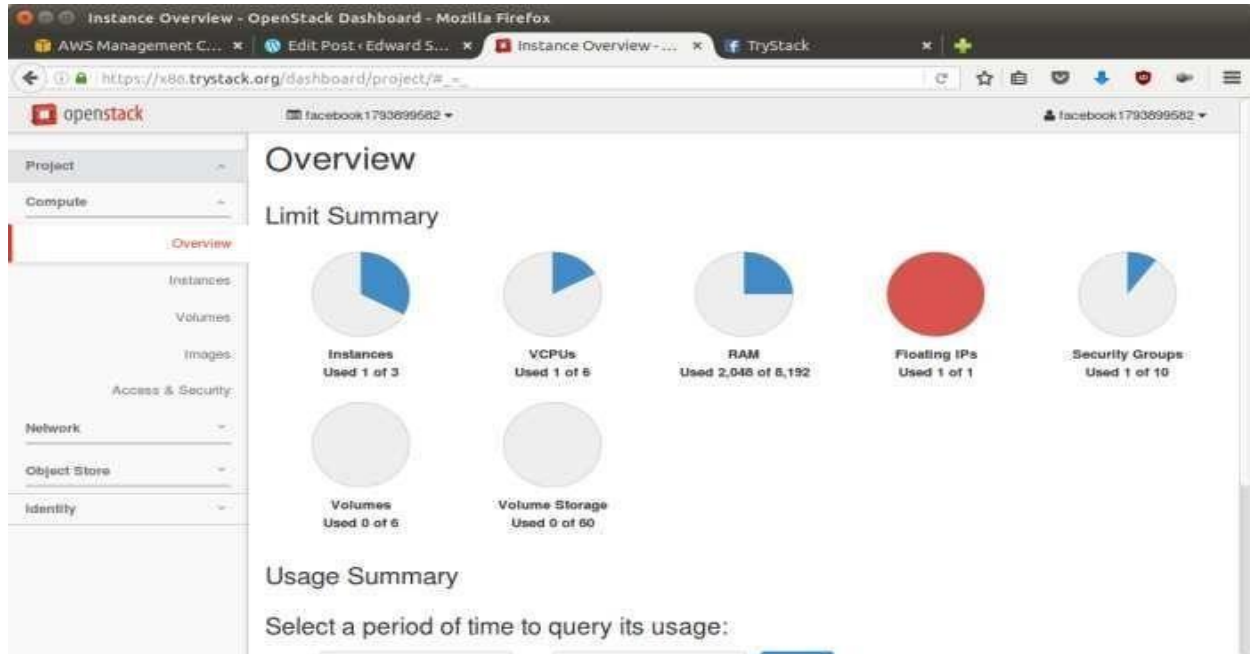 Instance Overview - OpenStack Dashboard - Mozilla Firefox
AWS Management C... × Edit Post ‹ Edward S... × Instance Overview - ... × TryStack ×
https://x86.trystack.org/dashboard/project/#_=_
openstack facebook1793899582 facebook1793899582
Project
Compute
Overview
Instances
Volumes
Images
Access & Security
Network
Object Store
Identity
Overview
Limit Summary
Instances VCPUs RAM Floating IPs Security Groups
Used 1 of 3 Used 1 of 6 Used 2,048 of 8,192 Used 1 of 1 Used 1 of 10
Volumes Volume Storage
Used 0 of 6 Used 0 of 60
Usage Summary
Select a period of time to query its usage: